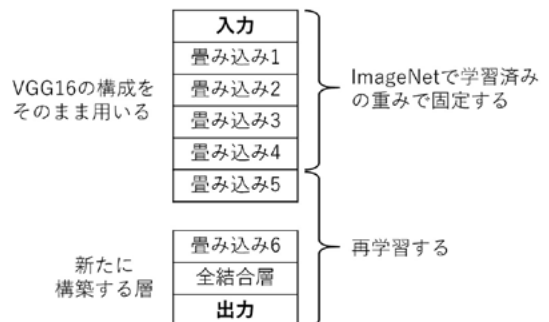 入力
畳み込み1
畳み込み2
畳み込み3
畳み込み4
畳み込み5
VGG16の構成を
そのまま用いる
ImageNetで学習済み
の重みで固定する
畳み込み6
全結合層
出力
新たに
構築する層
再学習する